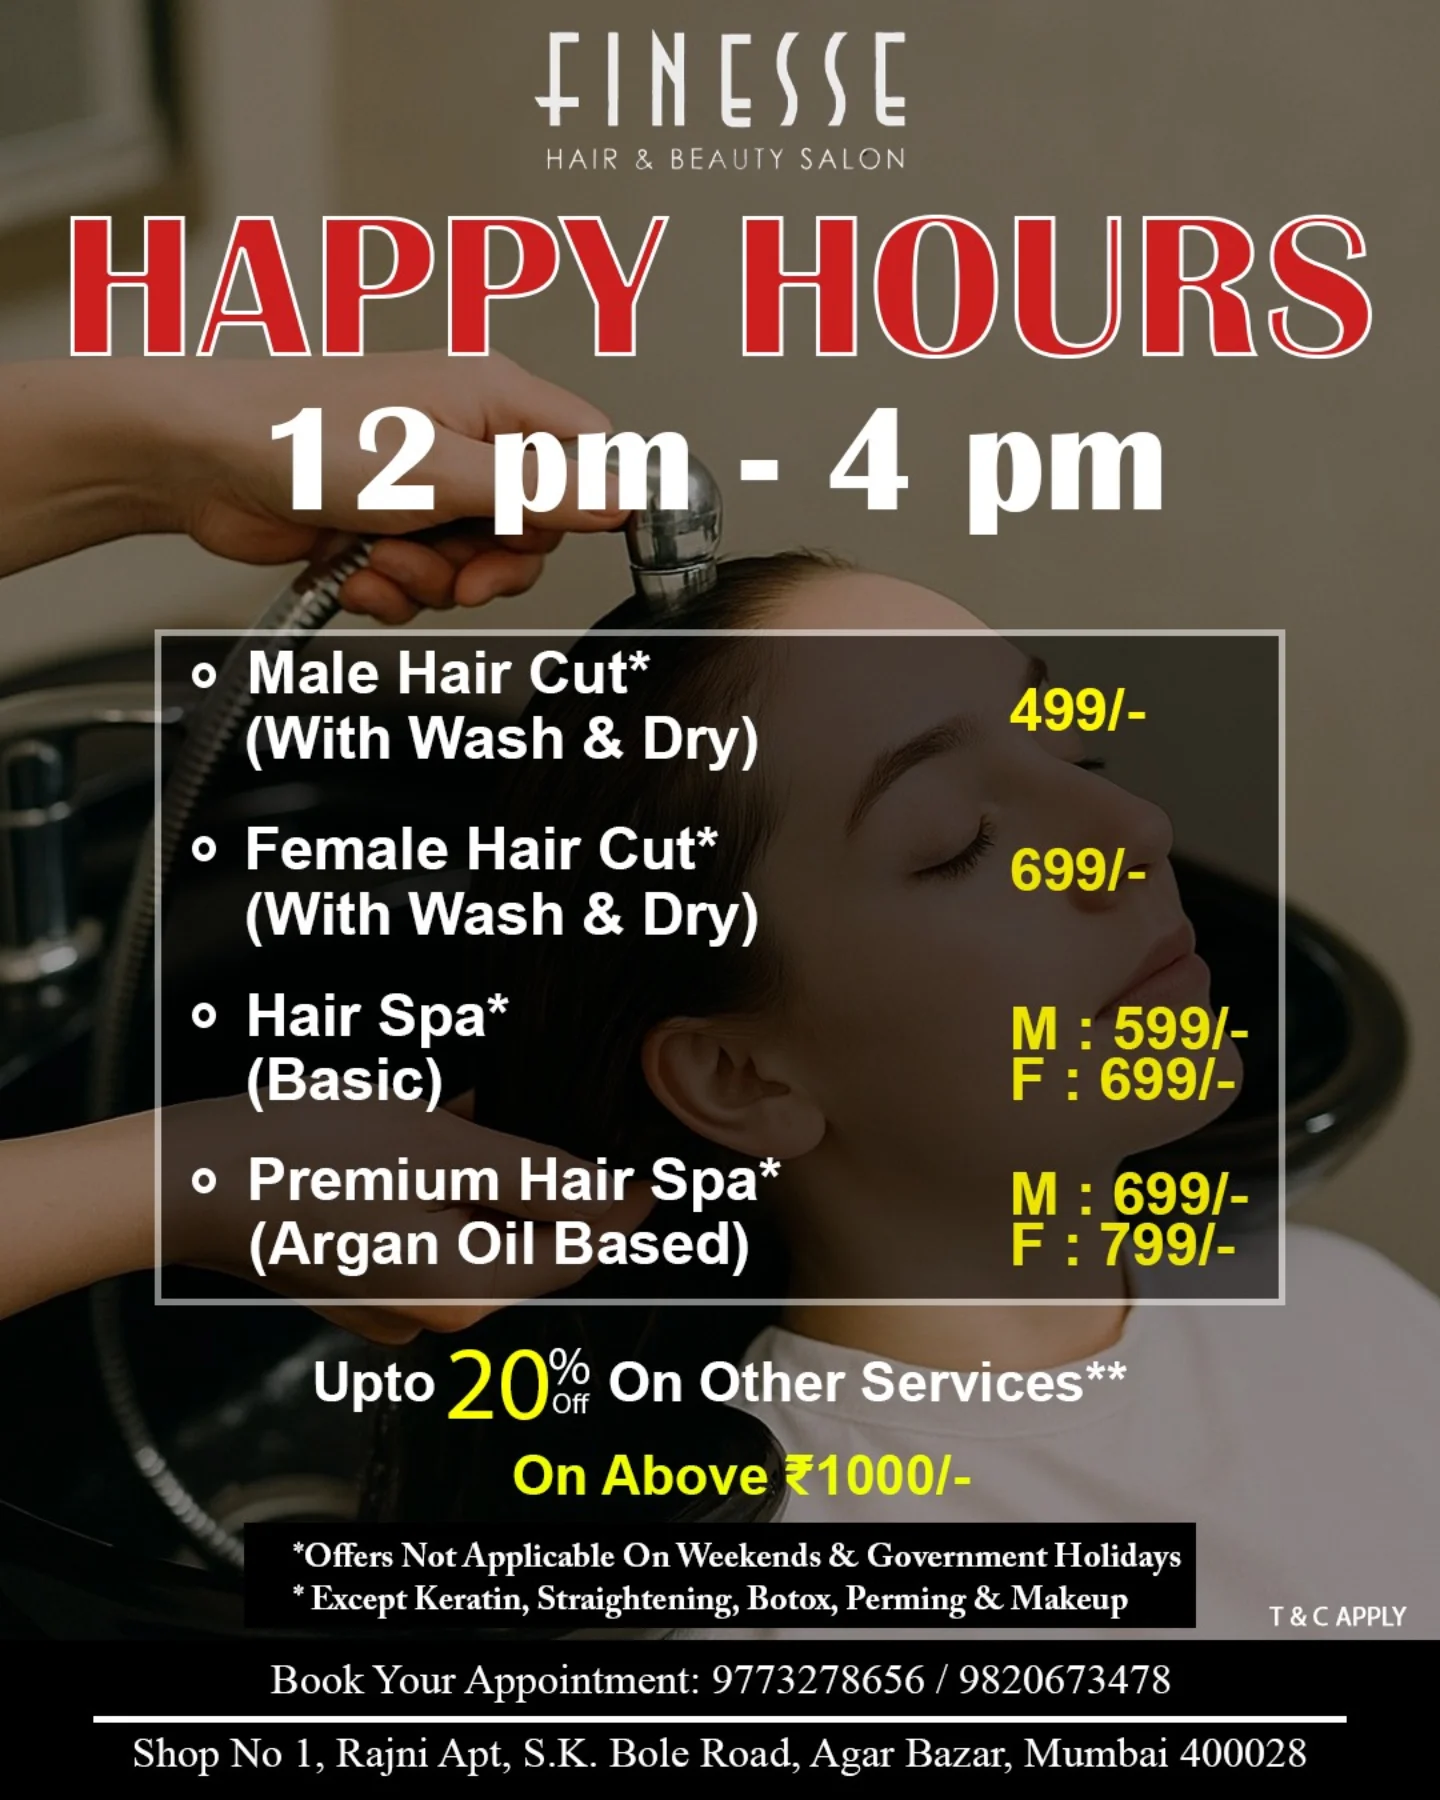 FINESSE
HAIR & BEAUTY SALON
HAPPY HOURS
12 pm - 4 pm
Male Hair Cut*
(With Wash & Dry)
499/-
Female Hair Cut*
(With Wash & Dry)
699/-
Hair Spa*
(Basic)
M : 599/-
F : 699/-
Premium Hair Spa*
(Argan Oil Based)
M : 699/-
F : 799/-
Upto 20% Off On Other Services**
On Above ₹1000/-
*Offers Not Applicable On Weekends & Government Holidays
* Except Keratin, Straightening, Botox, Perming & Makeup
T & C APPLY
Book Your Appointment: 9773278656 / 9820673478
Shop No 1, Rajni Apt, S.K. Bole Road, Agar Bazar, Mumbai 400028